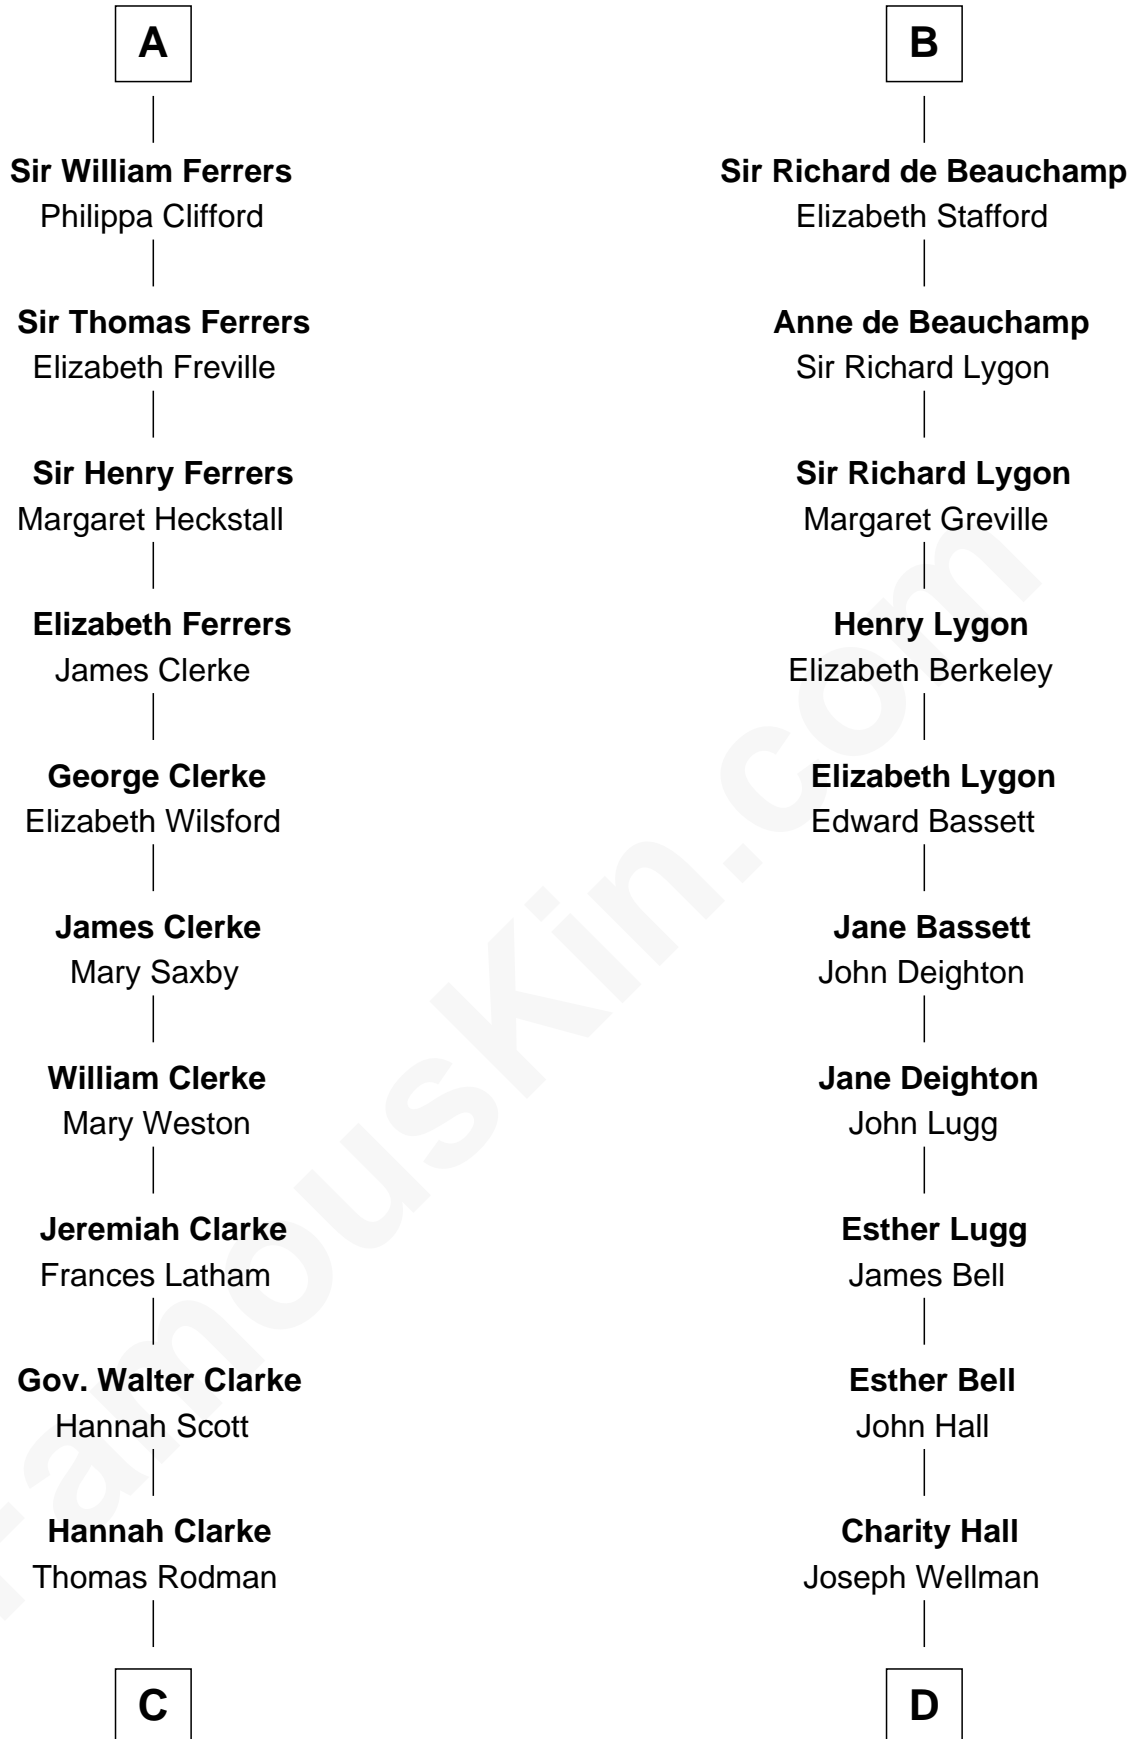 A
Sir William Ferrers
Philippa Clifford
Sir Thomas Ferrers
Elizabeth Freville
Sir Henry Ferrers
Margaret Heckstall
Elizabeth Ferrers
James Clerke
George Clerke
Elizabeth Wilsford
James Clerke
Mary Saxby
William Clerke
Mary Weston
Jeremiah Clarke
Frances Latham
Gov. Walter Clarke
Hannah Scott
Hannah Clarke
Thomas Rodman
C
B
Sir Richard de Beauchamp
Elizabeth Stafford
Anne de Beauchamp
Sir Richard Lygon
Sir Richard Lygon
Margaret Greville
Henry Lygon
Elizabeth Berkeley
Elizabeth Lygon
Edward Bassett
Jane Bassett
John Deighton
Jane Deighton
John Lugg
Esther Lugg
James Bell
Esther Bell
John Hall
Charity Hall
Joseph Wellman
D
FamousKin.com